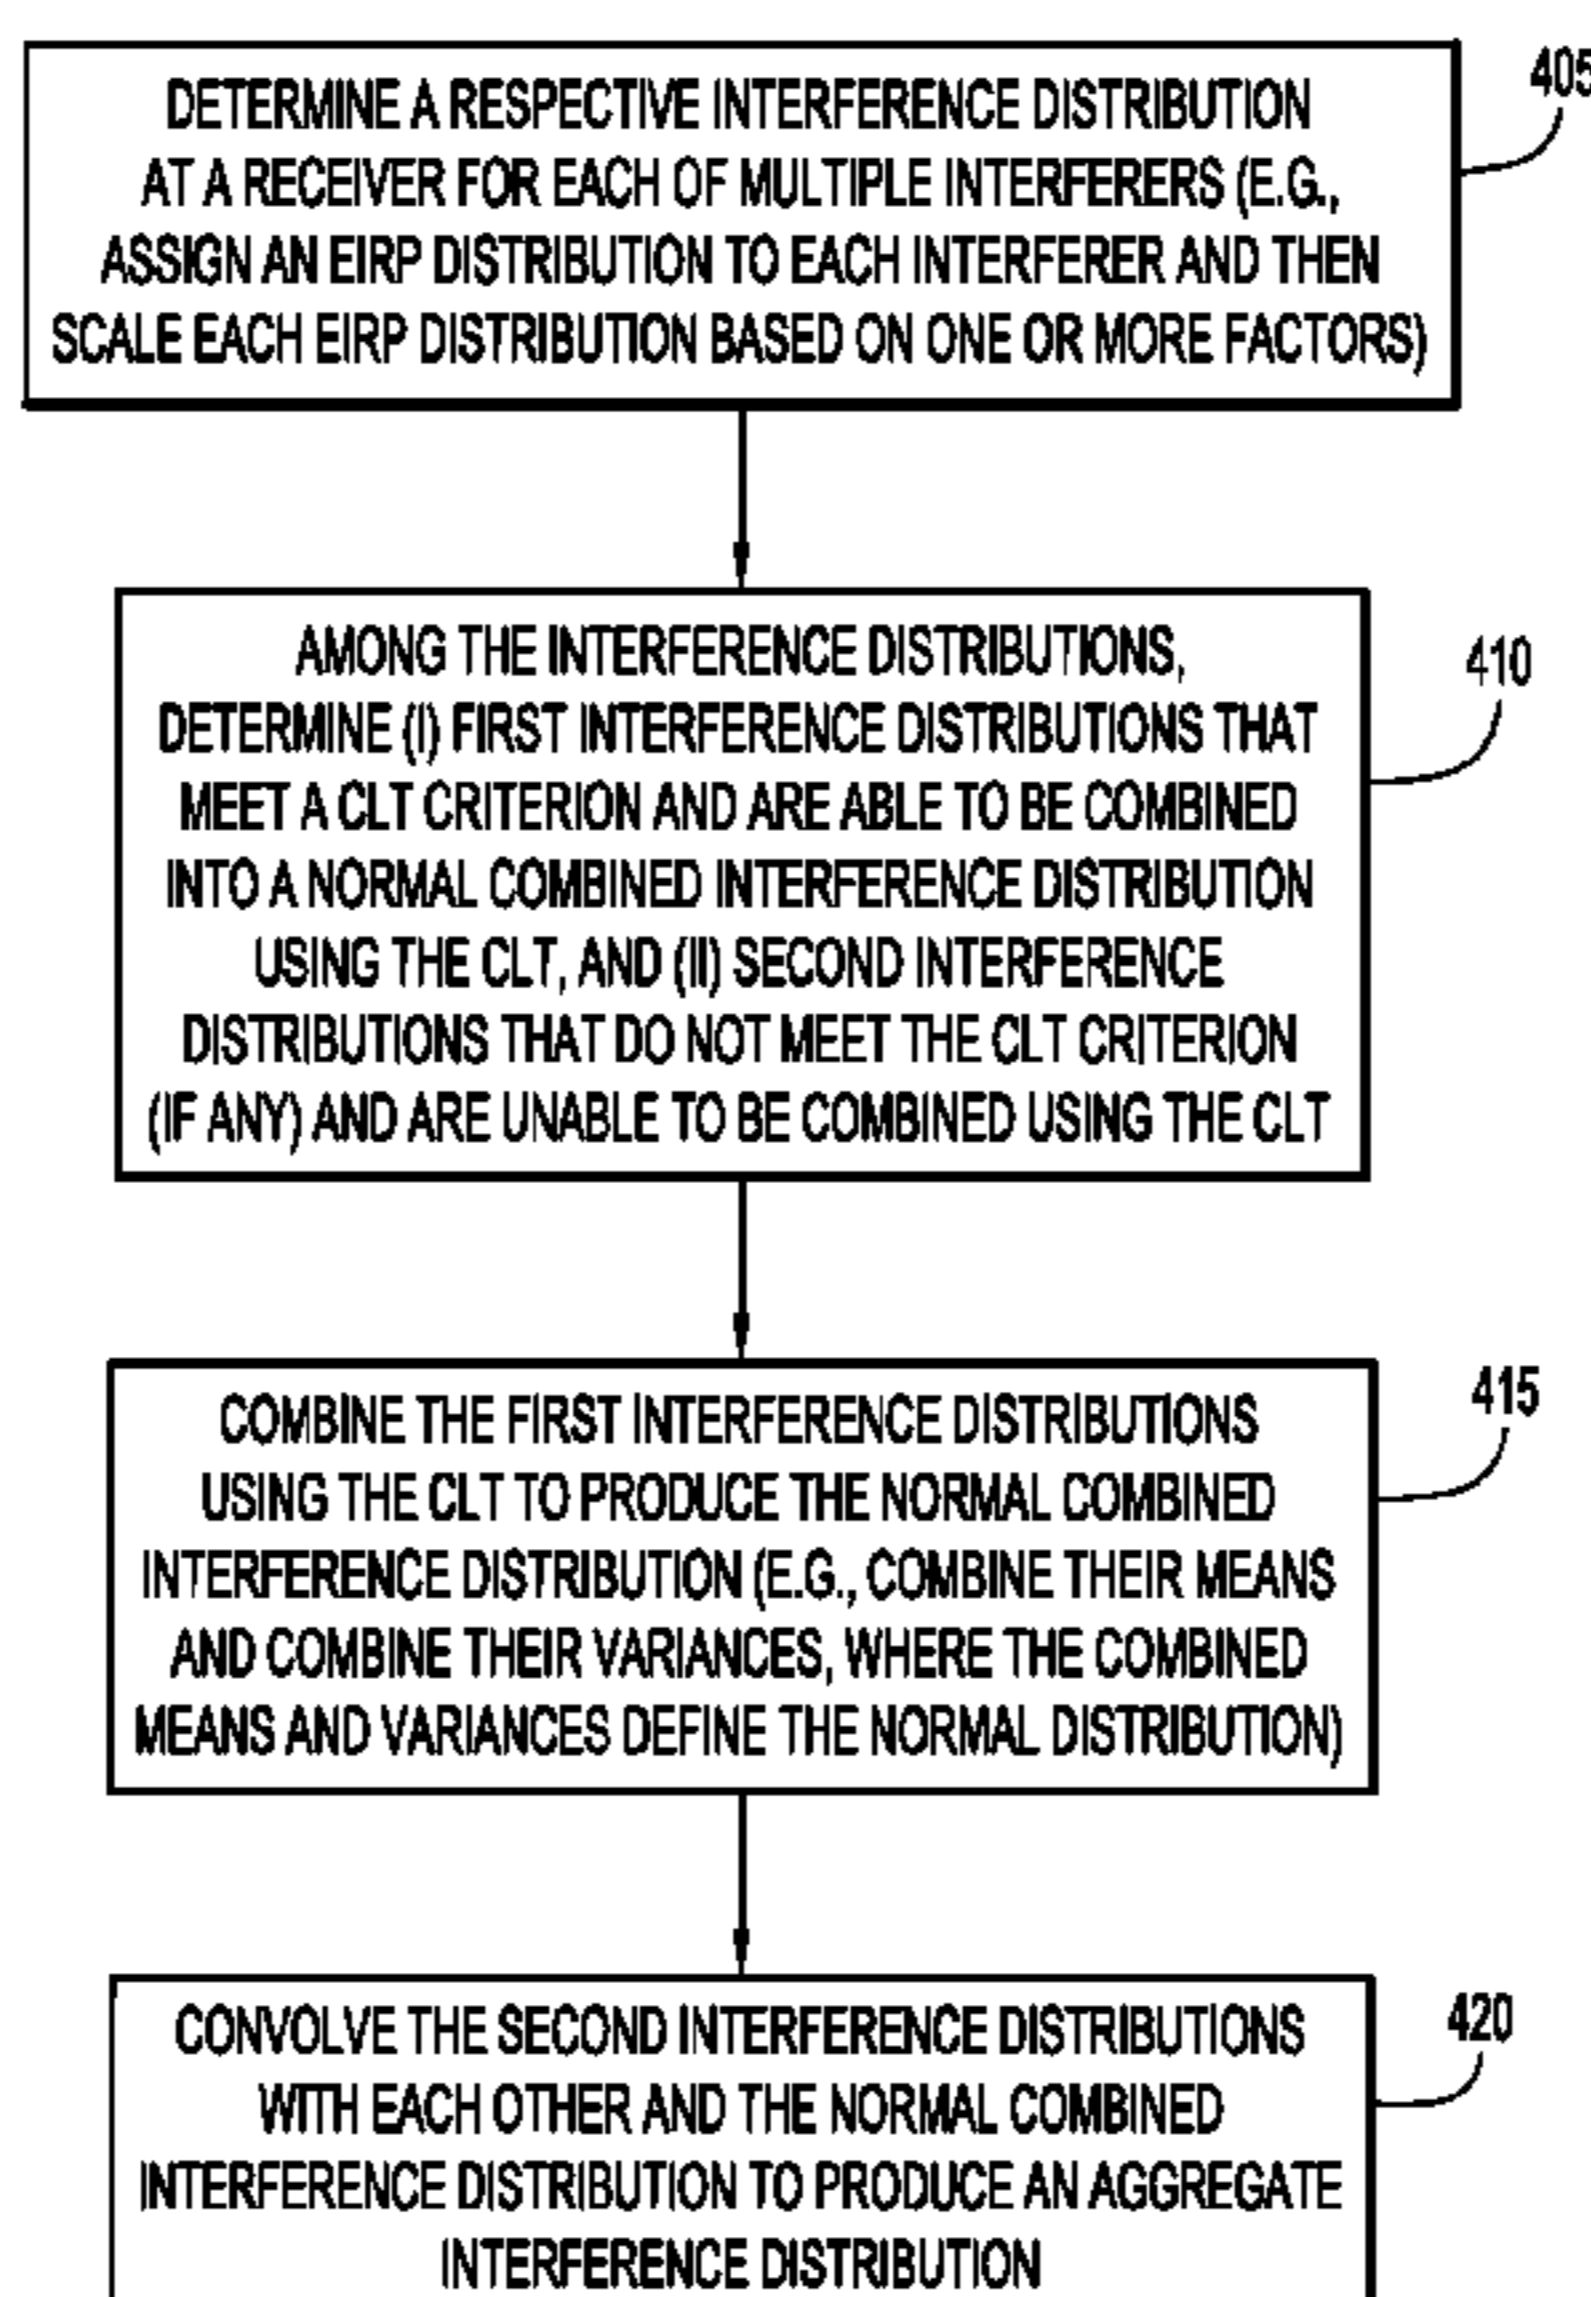 DETERMINE A RESPECTIVE INTERFERENCE DISTRIBUTION
AT A RECEIVER FOR EACH OF MULTIPLE INTERFERERS (E.G.,
ASSIGN AN EIRP DISTRIBUTION TO EACH INTERFERER AND THEN
SCALE EACH EIRP DISTRIBUTION BASED ON ONE OR MORE FACTORS)
405
AMONG THE INTERFERENCE DISTRIBUTIONS,
DETERMINE (I) FIRST INTERFERENCE DISTRIBUTIONS THAT
MEET A CLT CRITERION AND ARE ABLE TO BE COMBINED
INTO A NORMAL COMBINED INTERFERENCE DISTRIBUTION
USING THE CLT, AND (II) SECOND INTERFERENCE
DISTRIBUTIONS THAT DO NOT MEET THE CLT CRITERION
(IF ANY) AND ARE UNABLE TO BE COMBINED USING THE CLT
410
COMBINE THE FIRST INTERFERENCE DISTRIBUTIONS
USING THE CLT TO PRODUCE THE NORMAL COMBINED
INTERFERENCE DISTRIBUTION (E.G., COMBINE THEIR MEANS
AND COMBINE THEIR VARIANCES, WHERE THE COMBINED
MEANS AND VARIANCES DEFINE THE NORMAL DISTRIBUTION)
415
CONVOLVE THE SECOND INTERFERENCE DISTRIBUTIONS
WITH EACH OTHER AND THE NORMAL COMBINED
INTERFERENCE DISTRIBUTION TO PRODUCE AN AGGREGATE
INTERFERENCE DISTRIBUTION
420